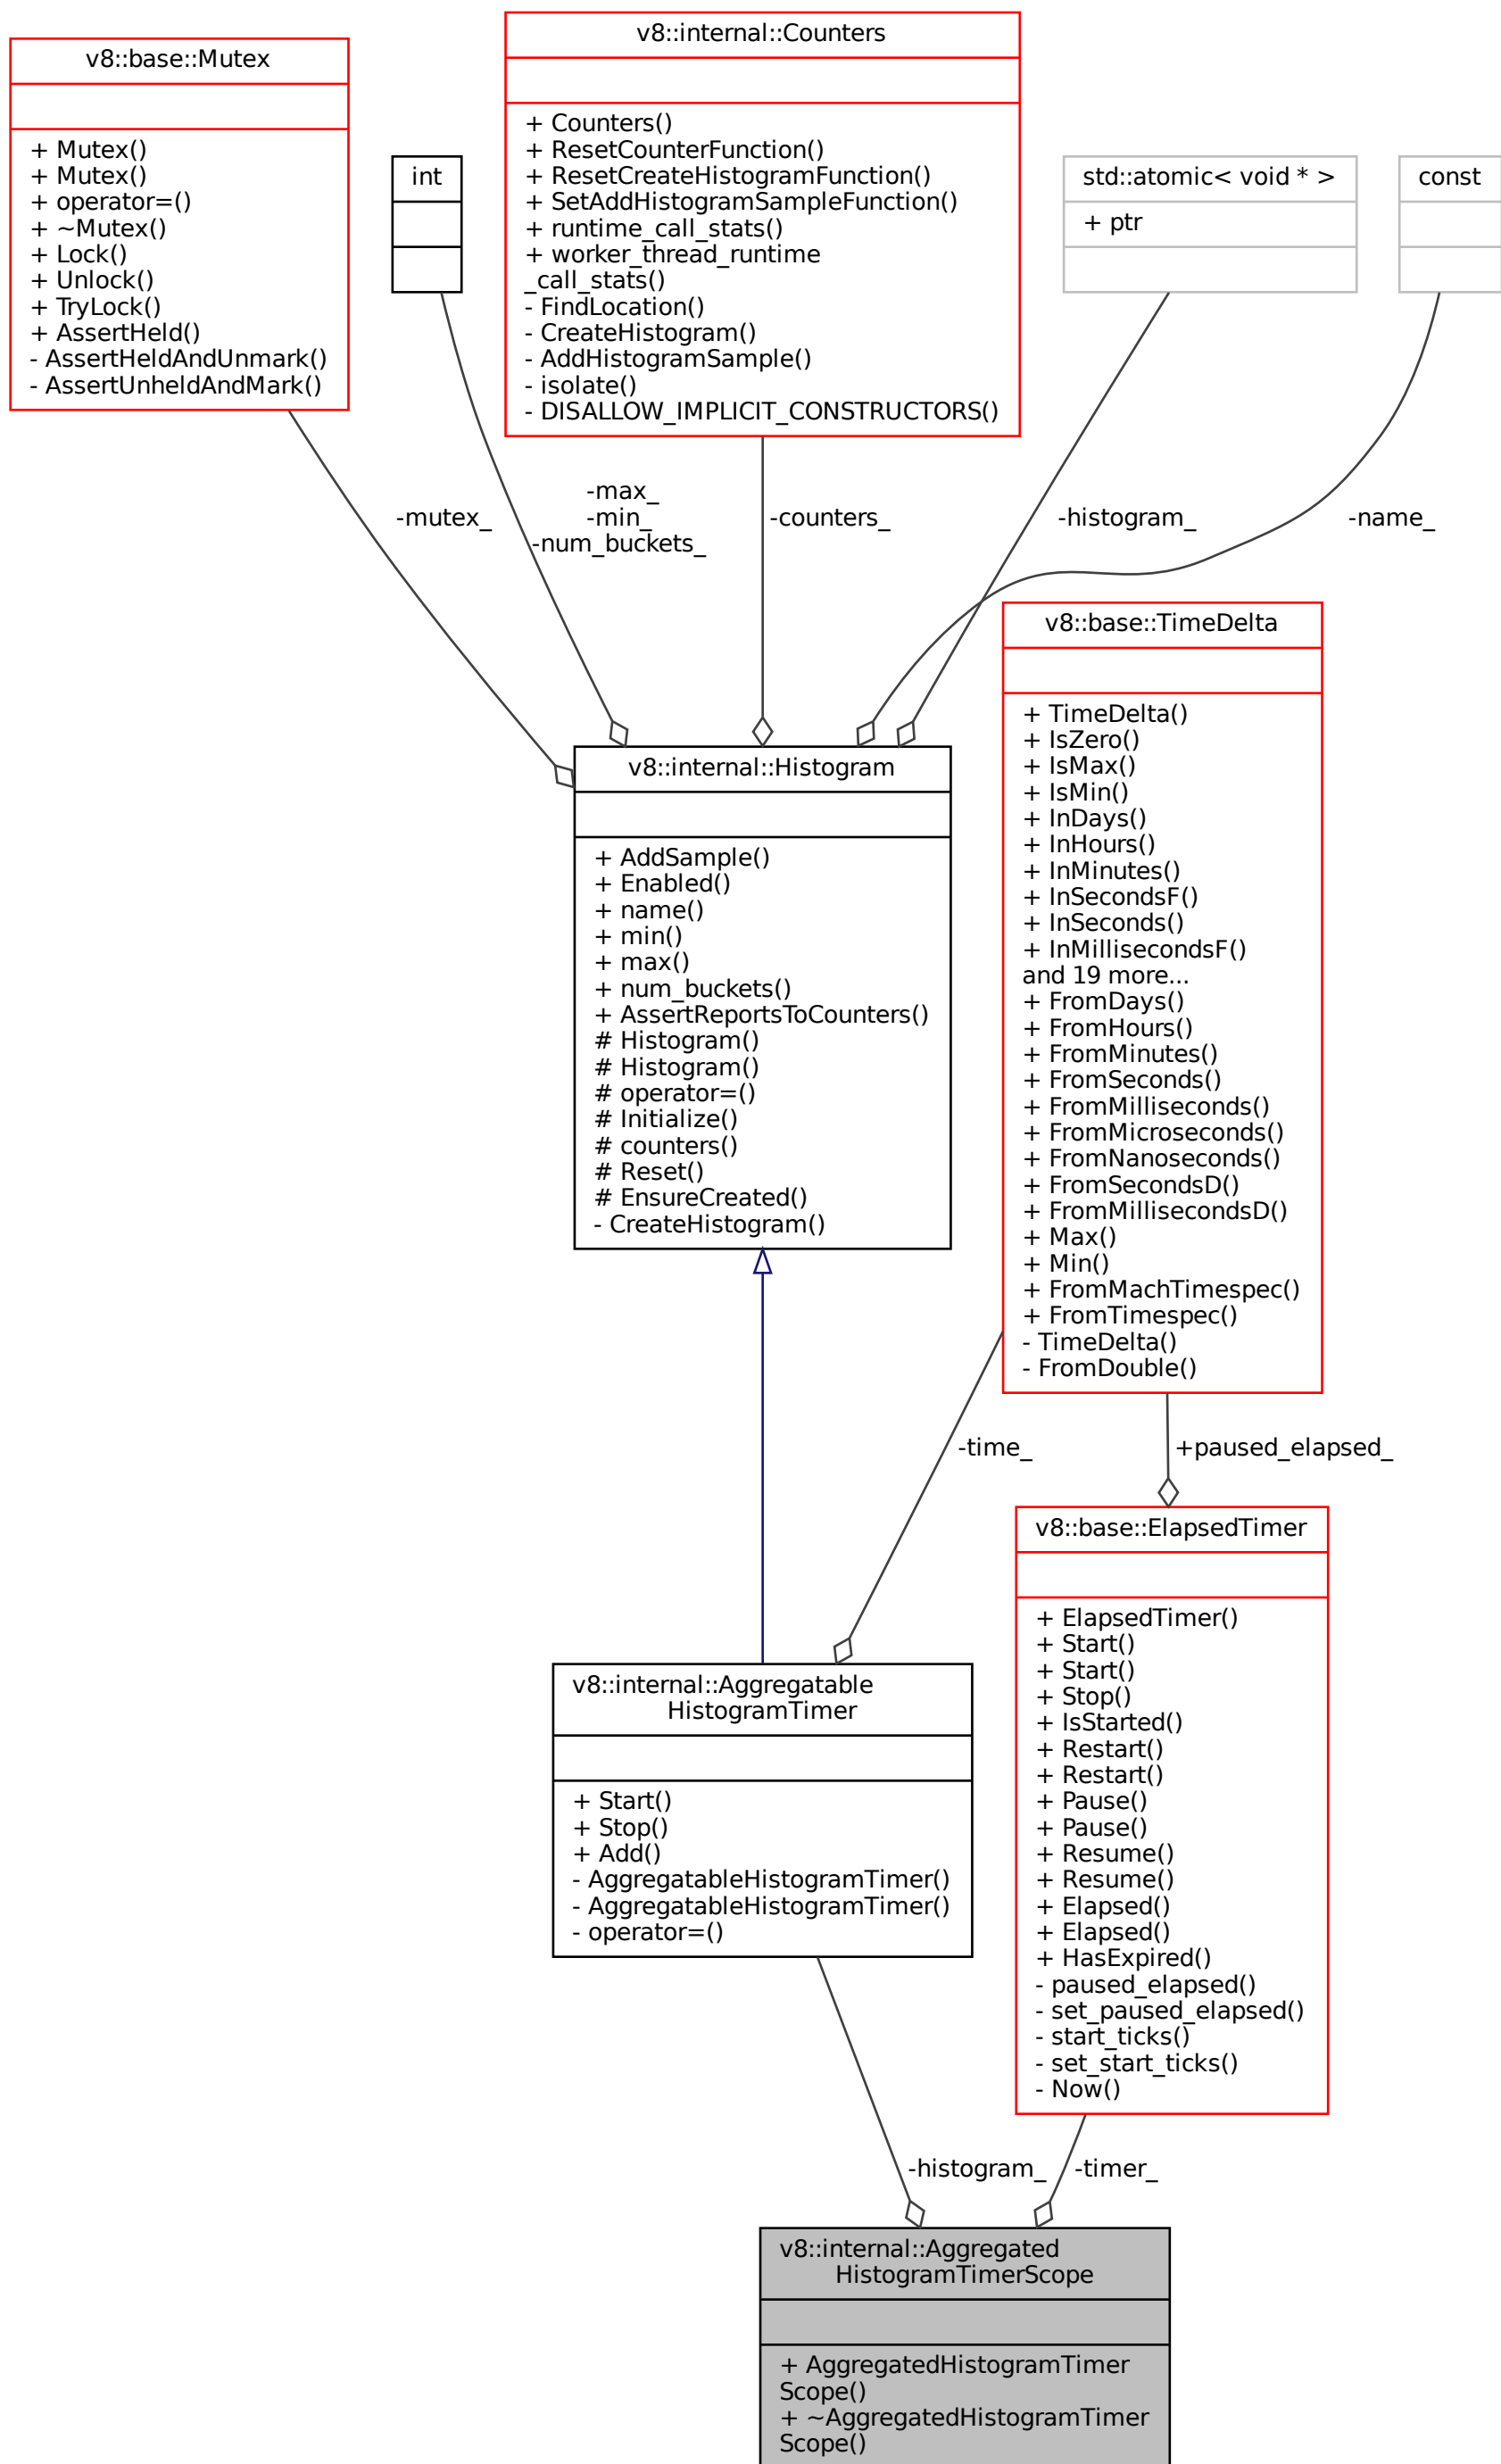 v8::internal::Counters
+ Counters()
+ ResetCounterFunction()
+ ResetCreateHistogramFunction()
+ SetAddHistogramSampleFunction()
+ runtime_call_stats()
+ worker_thread_runtime
_call_stats()
- FindLocation()
- CreateHistogram()
- AddHistogramSample()
- isolate()
- DISALLOW_IMPLICIT_CONSTRUCTORS()
v8::base::Mutex
+ Mutex()
+ Mutex()
+ operator=()
+ ~Mutex()
+ Lock()
+ Unlock()
+ TryLock()
+ AssertHeld()
- AssertHeldAndUnmark()
- AssertUnheldAndMark()
int
std::atomic< void * >
+ ptr
const
-mutex_
-max_
-min_
-num_buckets_
-counters_
-histogram_
-name_
v8::internal::Histogram
+ AddSample()
+ Enabled()
+ name()
+ min()
+ max()
+ num_buckets()
+ AssertReportsToCounters()
# Histogram()
# Histogram()
# operator=()
# Initialize()
# counters()
# Reset()
# EnsureCreated()
- CreateHistogram()
v8::base::TimeDelta
+ TimeDelta()
+ IsZero()
+ IsMax()
+ IsMin()
+ InDays()
+ InHours()
+ InMinutes()
+ InSecondsF()
+ InSeconds()
+ InMillisecondsF()
and 19 more...
+ FromDays()
+ FromHours()
+ FromMinutes()
+ FromSeconds()
+ FromMilliseconds()
+ FromMicroseconds()
+ FromNanoseconds()
+ FromSecondsD()
+ FromMillisecondsD()
+ Max()
+ Min()
+ FromMachTimespec()
+ FromTimespec()
- TimeDelta()
- FromDouble()
-time_
+paused_elapsed_
v8::base::ElapsedTimer
+ ElapsedTimer()
+ Start()
+ Start()
+ Stop()
+ IsStarted()
+ Restart()
+ Restart()
+ Pause()
+ Pause()
+ Resume()
+ Resume()
+ Elapsed()
+ Elapsed()
+ HasExpired()
- paused_elapsed()
- set_paused_elapsed()
- start_ticks()
- set_start_ticks()
- Now()
v8::internal::Aggregatable
HistogramTimer
+ Start()
+ Stop()
+ Add()
- AggregatableHistogramTimer()
- AggregatableHistogramTimer()
- operator=()
-histogram_
-timer_
v8::internal::Aggregated
HistogramTimerScope
+ AggregatedHistogramTimer
Scope()
+ ~AggregatedHistogramTimer
Scope()